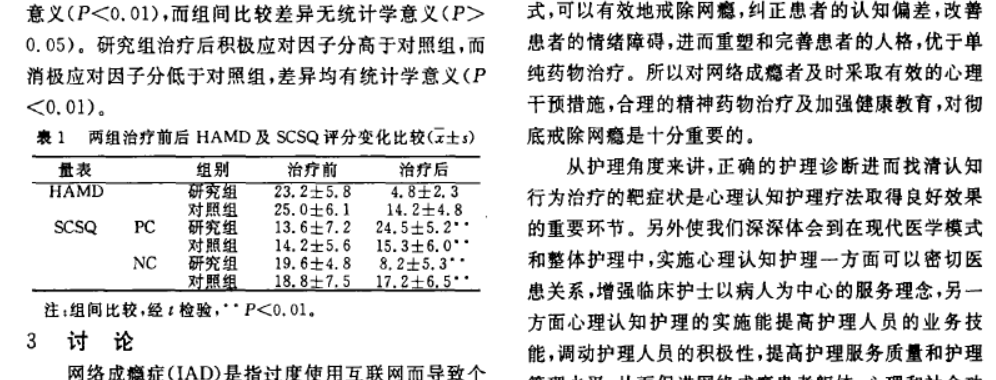 意义(P<0.01),而组间比较差异无统计学意义(P>
0.05)。研究组治疗后积极应对因子分高于对照组,而
消极应对因子分低于对照组,差异均有统计学意义(P
<0.01)。
表1 两组治疗前后 HAMD 及 SCSQ 评分变化比较(x̄±s)
量表 组别 治疗前 治疗后
HAMD 研究组 23.2±5.8 4.8±2.3
对照组 25.0±6.1 14.2±4.8
SCSQ PC 研究组 13.6±7.2 24.5±5.2**
对照组 14.2±5.6 15.3±6.0**
NC 研究组 19.6±4.8 8.2±5.3**
对照组 18.8±7.5 17.2±6.5**
注:组间比较,经 t 检验,**P<0.01。
3 讨 论
网络成瘾症(IAD)是指过度使用互联网而导致个
式,可以有效地戒除网瘾,纠正患者的认知偏差,改善
患者的情绪障碍,进而重塑和完善患者的人格,优于单
纯药物治疗。所以对网络成瘾者及时采取有效的心理
干预措施,合理的精神药物治疗及加强健康教育,对彻
底戒除网瘾是十分重要的。
从护理角度来讲,正确的护理诊断进而找清认知
行为治疗的靶症状是心理认知护理疗法取得良好效果
的重要环节。另外使我们深深体会到在现代医学模式
和整体护理中,实施心理认知护理一方面可以密切医
患关系,增强临床护士以病人为中心的服务理念,另一
方面心理认知护理的实施能提高护理人员的业务技
能,调动护理人员的积极性,提高护理服务质量和护理